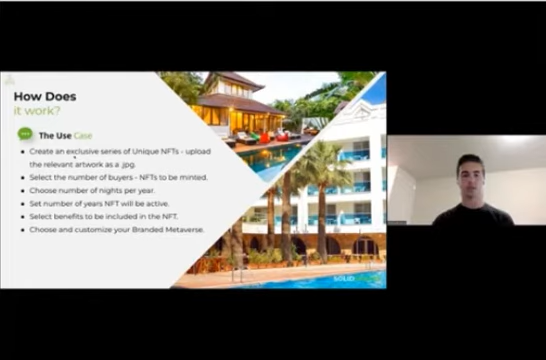 How Does
it work?
The Use Case
Create an exclusive series of Unique NFTs - upload
the relevant artwork as a .jpg.
Select the number of buyers - NFTs to be minted.
Choose number of nights per year.
Set number of years NFT will be active.
Select benefits to be included in the NFT.
Choose and customize your Branded Metaverse.
SOLID